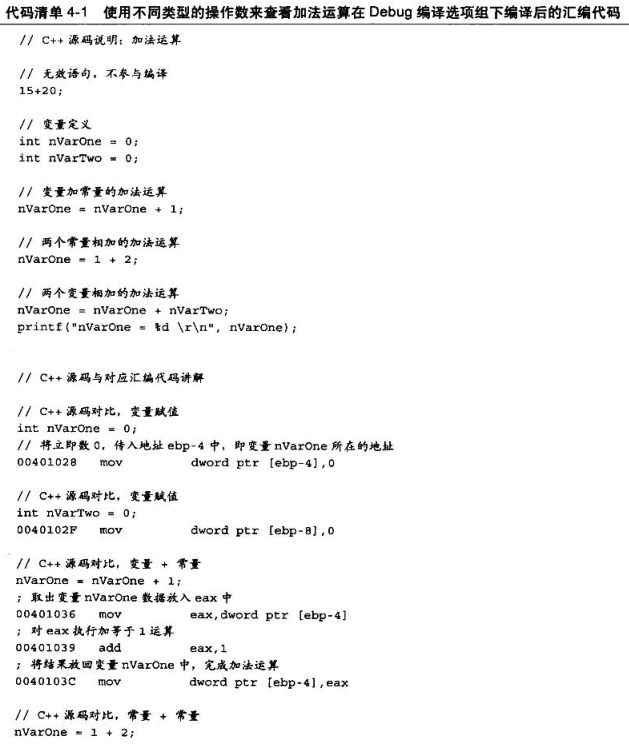 代码清单 4-1 使用不同类型的操作数来查看加法运算在 Debug 编译选项组下编译后的汇编代码
// C++ 源码说明：加法运算
// 无效语句，不参与编译
15+20;
// 变量定义
int nVarOne = 0;
int nVarTwo = 0;
// 变量加常量的加法运算
nVarOne = nVarOne + 1;
// 两个常量相加的加法运算
nVarOne = 1 + 2;
// 两个变量相加的加法运算
nVarOne = nVarOne + nVarTwo;
printf("nVarOne = %d \r\n", nVarOne);
// C++ 源码与对应汇编代码讲解
// C++ 源码对比，变量赋值
int nVarOne = 0;
// 将立即数 0，传入地址 ebp-4 中，即变量 nVarOne 所在的地址
00401028 mov dword ptr [ebp-4],0
// C++ 源码对比，变量赋值
int nVarTwo = 0;
0040102F mov dword ptr [ebp-8],0
// C++ 源码对比，变量 + 常量
nVarOne = nVarOne + 1;
; 取出变量 nVarOne 数据放入 eax 中
00401036 mov eax,dword ptr [ebp-4]
; 对 eax 执行加等于 1 运算
00401039 add eax,1
; 将结果放回变量 nVarOne 中，完成加法运算
0040103C mov dword ptr [ebp-4],eax
// C++ 源码对比，常量 + 常量
nVarOne = 1 + 2;